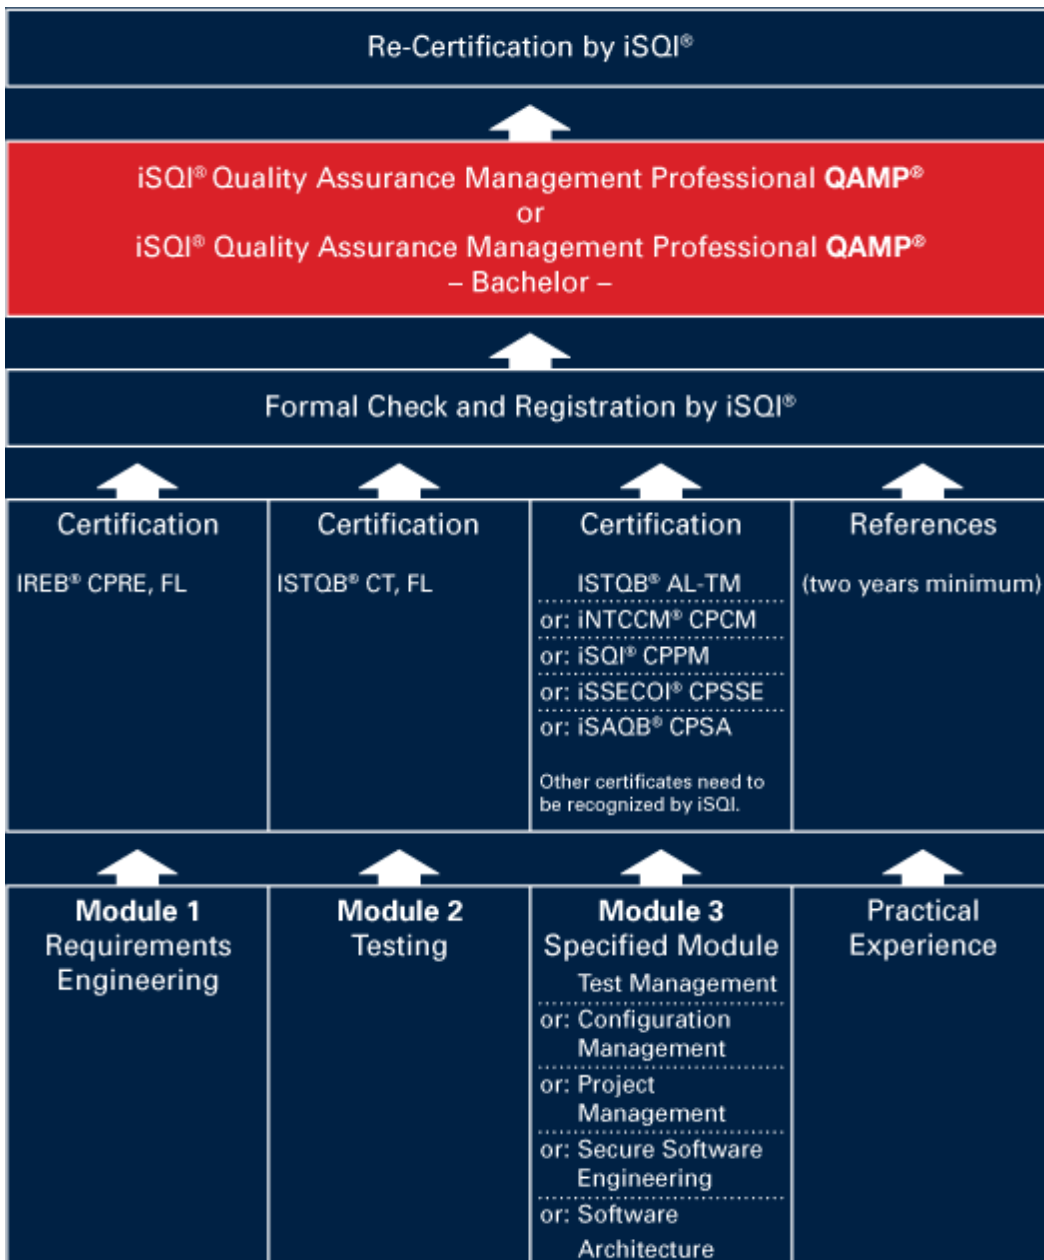 Re-Certification by iSQI®
iSQI® Quality Assurance Management Professional QAMP®
or
iSQI® Quality Assurance Management Professional QAMP®
– Bachelor –
Formal Check and Registration by iSQI®
Certification
IREB® CPRE, FL
Certification
ISTQB® CT, FL
Certification
ISTQB® AL-TM
or: iNTCCM® CPCM
or: iSQI® CPPM
or: iSSECOI® CPSSE
or: iSAQB® CPSA
Other certificates need to
be recognized by iSQI.
References
(two years minimum)
Module 1
Requirements
Engineering
Module 2
Testing
Module 3
Specified Module
Test Management
or: Configuration
Management
or: Project
Management
or: Secure Software
Engineering
or: Software
Architecture
Practical
Experience